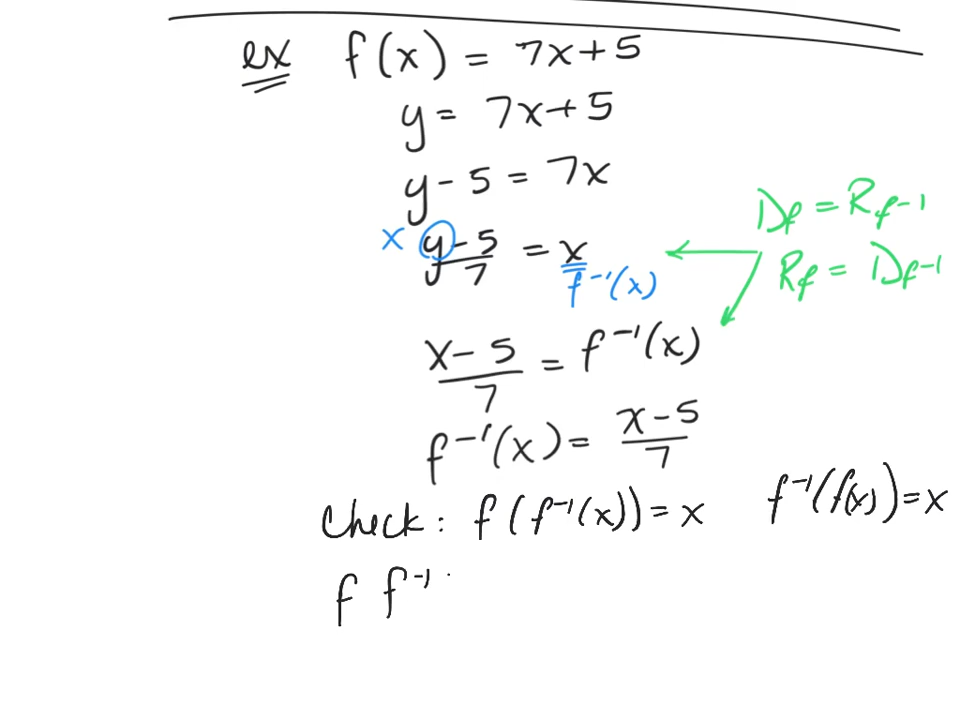 ex f(x) = 7x+5
y = 7x+5
y - 5 = 7x
x y-5/7 = x
f⁻¹(x)
Df = Rf⁻¹
Rf = Df⁻¹
x-5/7 = f⁻¹(x)
f⁻¹(x) = x-5/7
Check: f(f⁻¹(x)) = x f⁻¹(f(x)) = x
f f⁻¹